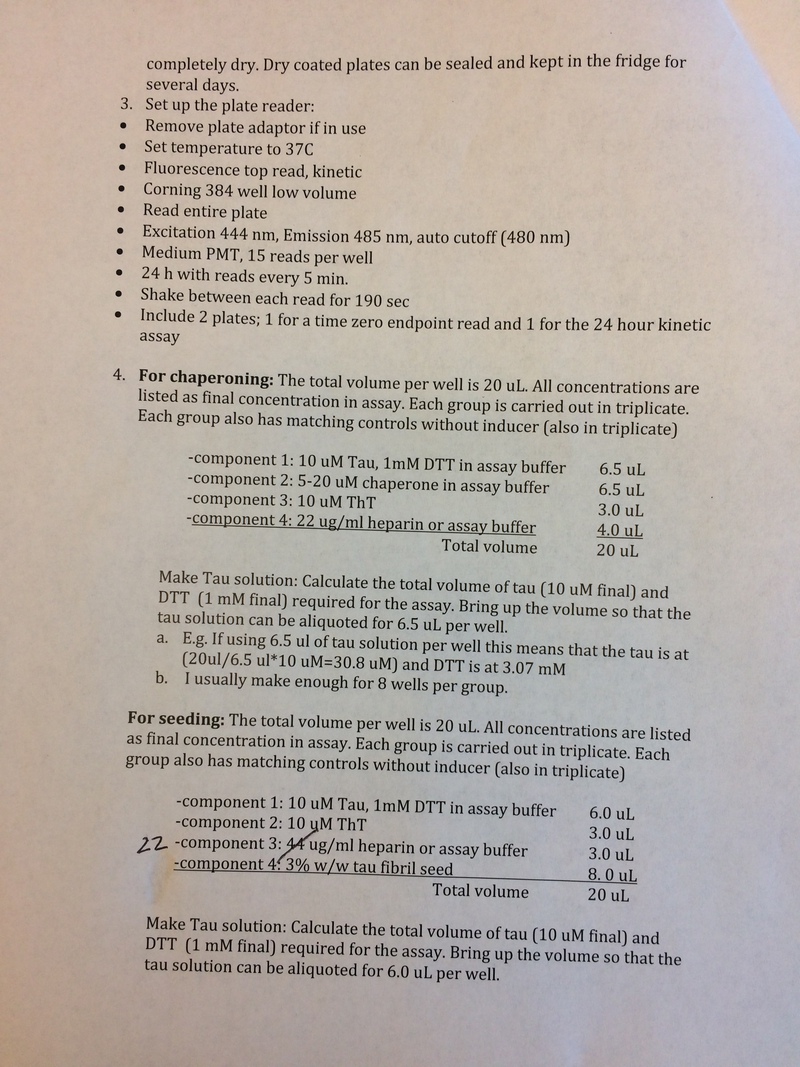 completely dry. Dry coated plates can be sealed and kept in the fridge for
several days.
3. Set up the plate reader:
• Remove plate adaptor if in use
• Set temperature to 37C
• Fluorescence top read, kinetic
• Corning 384 well low volume
• Read entire plate
• Excitation 444 nm, Emission 485 nm, auto cutoff (480 nm)
• Medium PMT, 15 reads per well
• 24 h with reads every 5 min.
• Shake between each read for 190 sec
• Include 2 plates; 1 for a time zero endpoint read and 1 for the 24 hour kinetic
assay
4. For chaperoning: The total volume per well is 20 uL. All concentrations are
listed as final concentration in assay. Each group is carried out in triplicate.
Each group also has matching controls without inducer (also in triplicate)
-component 1: 10 uM Tau, 1mM DTT in assay buffer 6.5 uL
-component 2: 5-20 uM chaperone in assay buffer 6.5 uL
-component 3: 10 uM ThT 3.0 uL
-component 4: 22 ug/ml heparin or assay buffer 4.0 uL
Total volume 20 uL
Make Tau solution: Calculate the total volume of tau (10 uM final) and
DTT (1 mM final) required for the assay. Bring up the volume so that the
tau solution can be aliquoted for 6.5 uL per well.
a. E.g. If using 6.5 ul of tau solution per well this means that the tau is at
(20ul/6.5 ul*10 uM=30.8 uM) and DTT is at 3.07 mM
b. I usually make enough for 8 wells per group.
For seeding: The total volume per well is 20 uL. All concentrations are listed
as final concentration in assay. Each group is carried out in triplicate. Each
group also has matching controls without inducer (also in triplicate)
-component 1: 10 uM Tau, 1mM DTT in assay buffer 6.0 uL
-component 2: 10 uM ThT 3.0 uL
22 -component 3: 44 ug/ml heparin or assay buffer 3.0 uL
-component 4: 3% w/w tau fibril seed 8. 0 uL
Total volume 20 uL
Make Tau solution: Calculate the total volume of tau (10 uM final) and
DTT (1 mM final) required for the assay. Bring up the volume so that the
tau solution can be aliquoted for 6.0 uL per well.